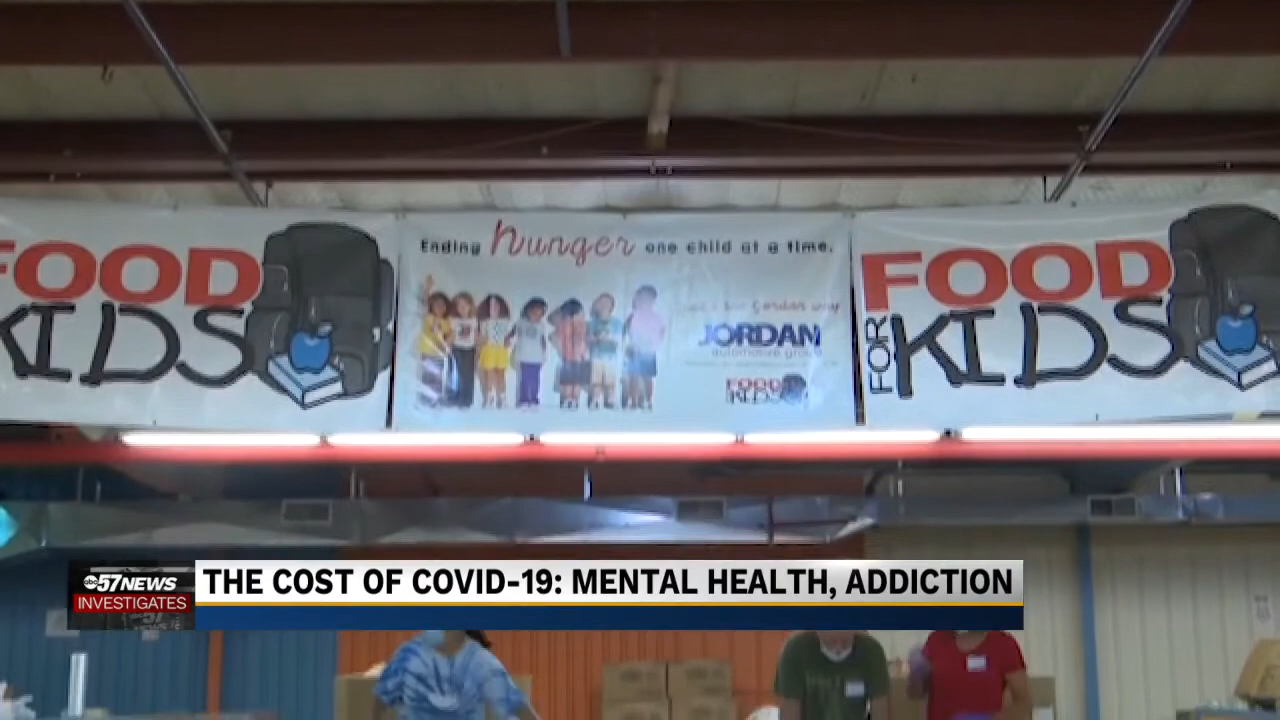 FOOD
KIDS
Ending hunger one child at a time.
JORDAN
automotive group
FOOD
KIDS
FOOD
FOR KIDS
abc57NEWS
INVESTIGATES
THE COST OF COVID-19: MENTAL HEALTH, ADDICTION